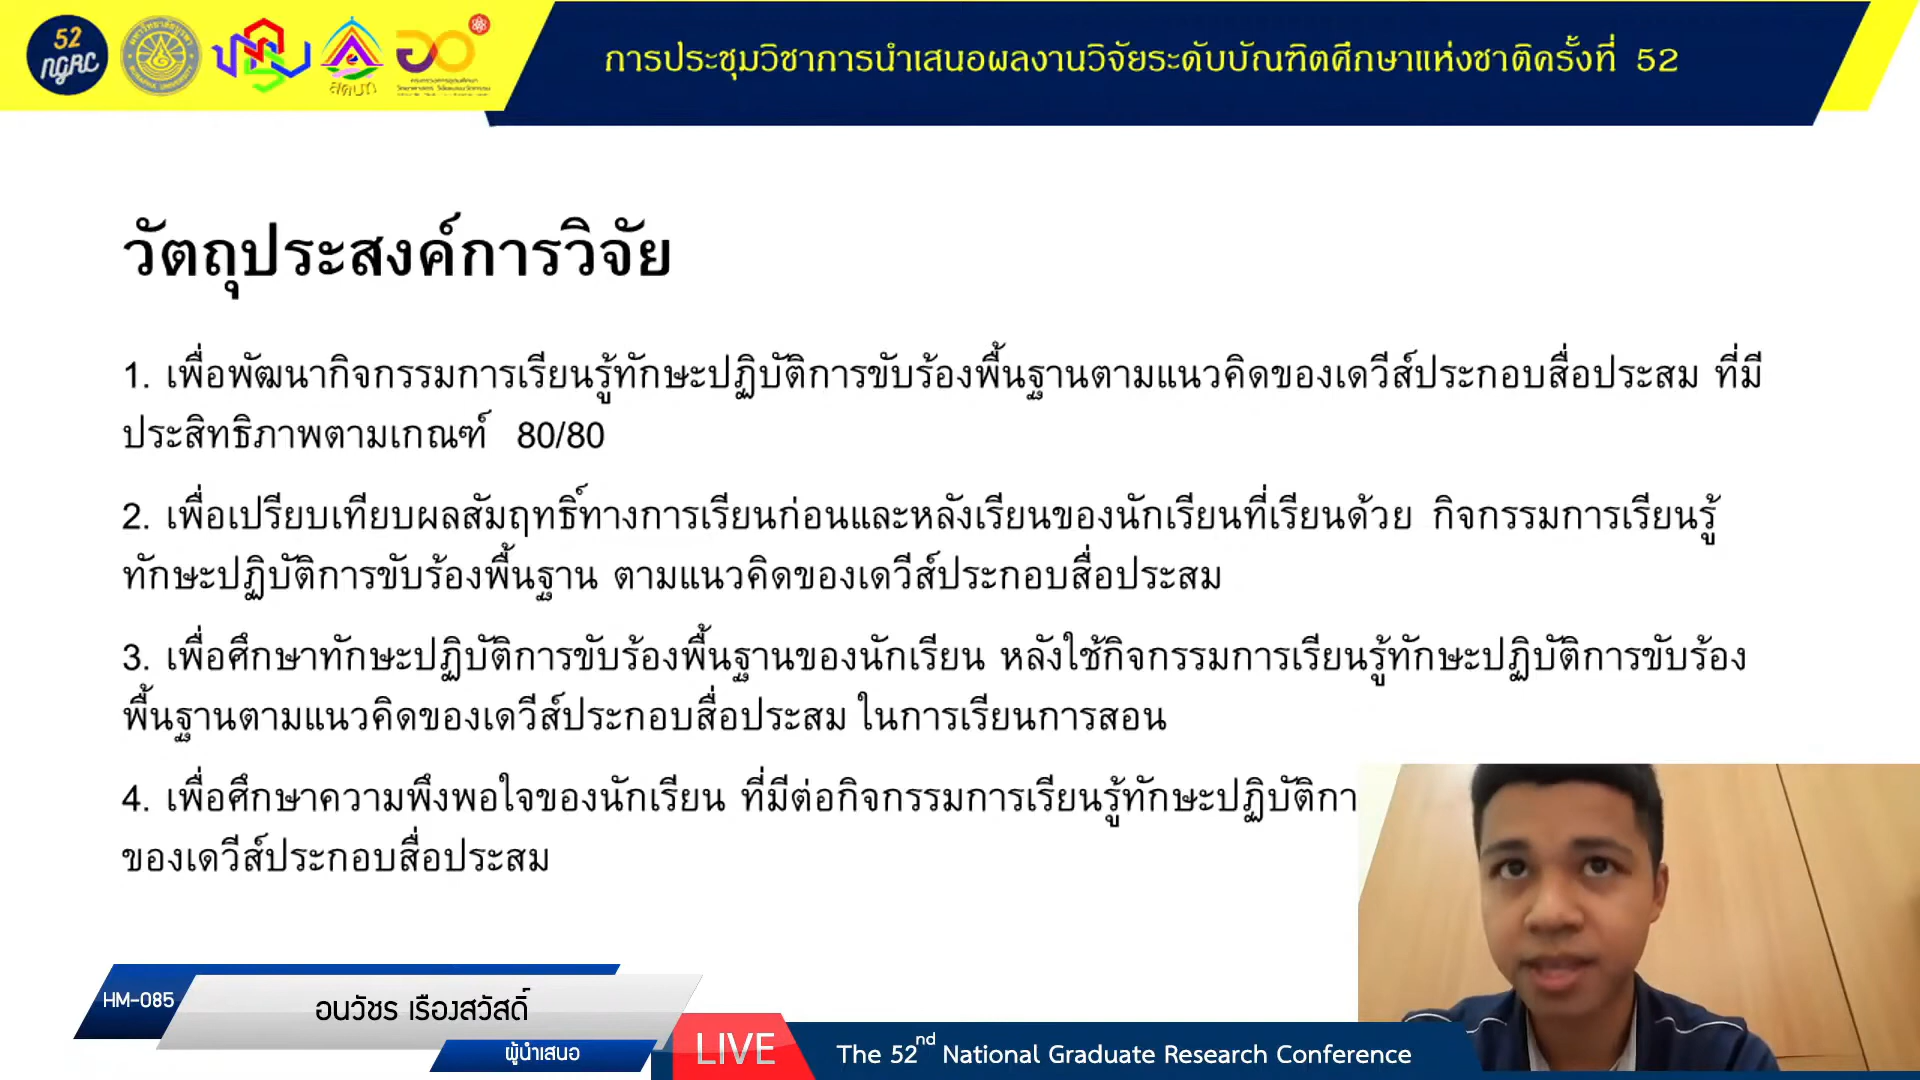 52
NGRC
สคบท
การประชุมวิชาการนำเสนอผลงานวิจัยระดับบัณฑิตศึกษาแห่งชาติครั้งที่ 52
วัตถุประสงค์การวิจัย
1. เพื่อพัฒนากิจกรรมการเรียนรู้ทักษะปฏิบัติการขับร้องพื้นฐานตามแนวคิดของเดวีส์ประกอบสื่อประสม ที่มี
ประสิทธิภาพตามเกณฑ์ 80/80
2. เพื่อเปรียบเทียบผลสัมฤทธิ์ทางการเรียนก่อนและหลังเรียนของนักเรียนที่เรียนด้วย กิจกรรมการเรียนรู้
ทักษะปฏิบัติการขับร้องพื้นฐาน ตามแนวคิดของเดวีส์ประกอบสื่อประสม
3. เพื่อศึกษาทักษะปฏิบัติการขับร้องพื้นฐานของนักเรียน หลังใช้กิจกรรมการเรียนรู้ทักษะปฏิบัติการขับร้อง
พื้นฐานตามแนวคิดของเดวีส์ประกอบสื่อประสม ในการเรียนการสอน
4. เพื่อศึกษาความพึงพอใจของนักเรียน ที่มีต่อกิจกรรมการเรียนรู้ทักษะปฏิบัติกา
ของเดวีส์ประกอบสื่อประสม
HM-085
อนวัชร เรืองสวัสดิ์
ผู้นำเสนอ
LIVE
The 52nd National Graduate Research Conference